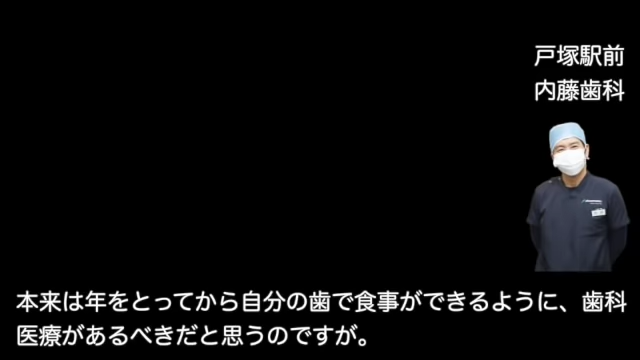 戸塚駅前
内藤歯科
本来は年をとってから自分の歯で食事ができるように、歯科
医療があるべきだと思うのですが。